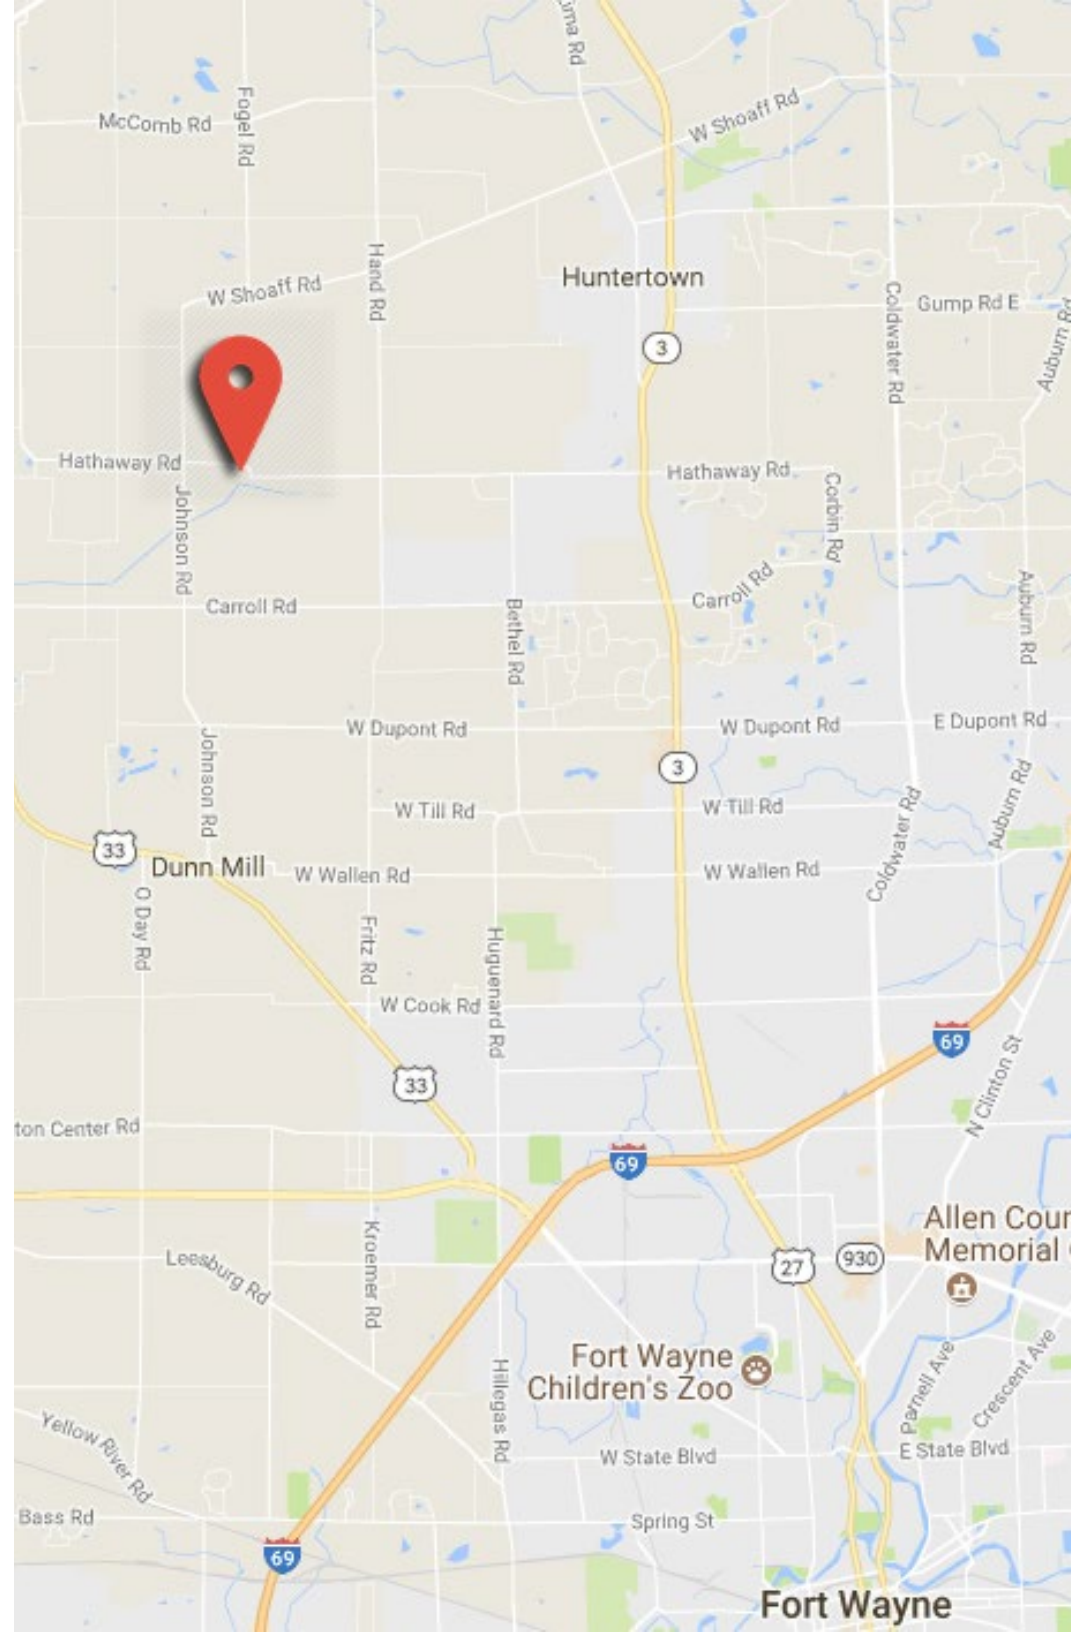 Lima Rd
W Shoaff Rd
Fogel Rd
McComb Rd
Hand Rd
W Shoaff Rd
Huntertown
Coldwater Rd
Gump Rd E
Auburn Rd
3
Hathaway Rd
Hathaway Rd
Corbin Rd
Johnson Rd
Carroll Rd
Carroll Rd
Bethel Rd
Auburn Rd
W Dupont Rd
W Dupont Rd
E Dupont Rd
Johnson Rd
3
W Till Rd
W Till Rd
Auburn Rd
Coldwater Rd
33
Dunn Mill
W Wallen Rd
W Wallen Rd
O Day Rd
Fritz Rd
Huguenard Rd
W Cook Rd
69
N Clinton St
33
ton Center Rd
69
Allen Coun
Memorial
Leesburg Rd
Kroemer Rd
27
930
Fort Wayne
Children's Zoo
Parnell Ave
Crescent Ave
Hillegas Rd
Yellow River Rd
W State Blvd
E State Blvd
Bass Rd
Spring St
69
Fort Wayne